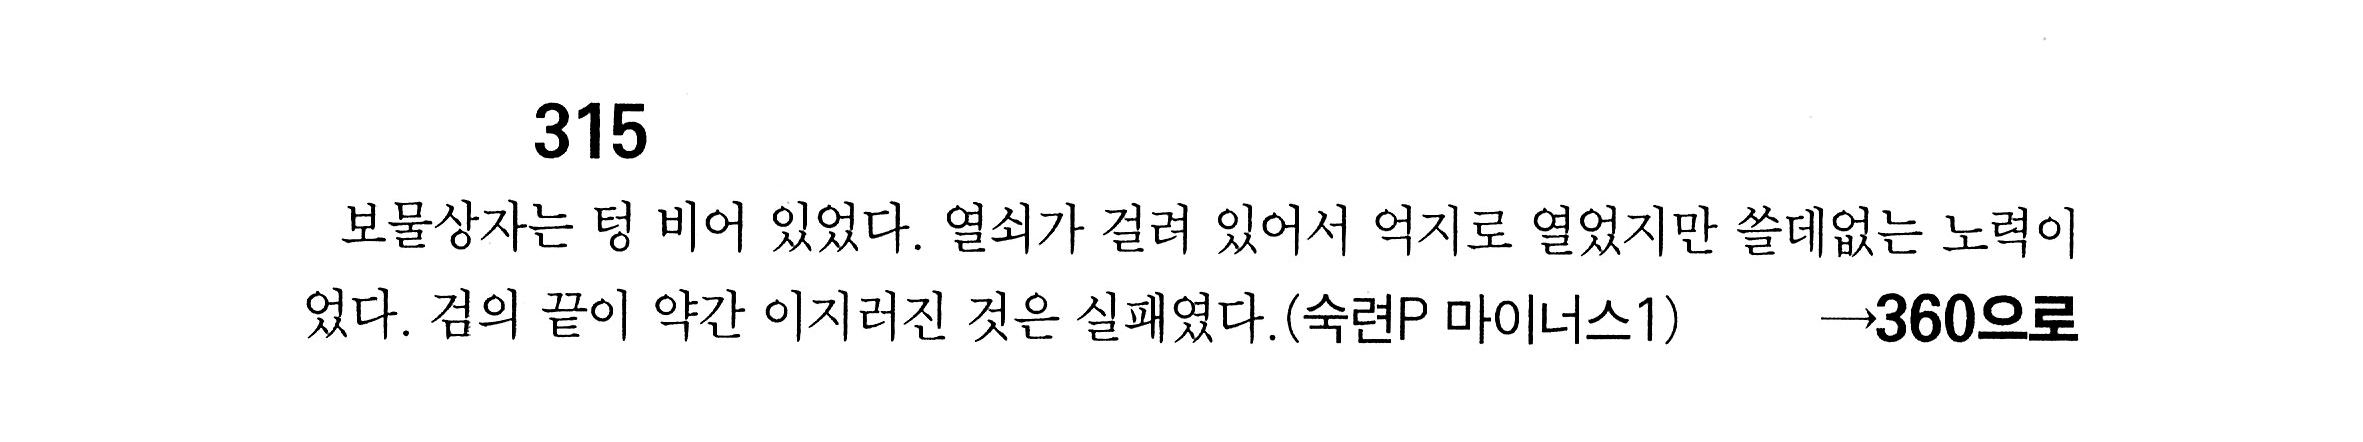 315
보물상자는 텅 비어 있었다. 열쇠가 걸려 있어서 억지로 열었지만 쓸데없는 노력이
었다. 검의 끝이 약간 이지러진 것은 실패였다.(숙련P 마이너스1) →360으로